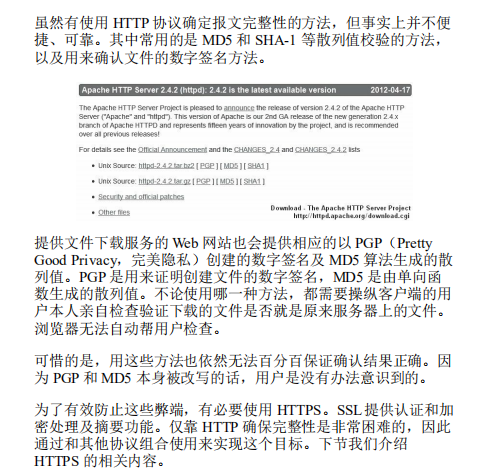 虽然有使用 HTTP 协议确定报文完整性的方法，但事实上并不便
捷、可靠。其中常用的是 MD5 和 SHA-1 等散列值校验的方法，
以及用来确认文件的数字签名方法。
Apache HTTP Server 2.4.2 (httpd): 2.4.2 is the latest available version 2012-04-17
The Apache HTTP Server Project is pleased to announce the release of version 2.4.2 of the Apache HTTP
Server ("Apache" and "httpd"). This version of Apache is our 2nd GA release of the new generation 2.4.x
branch of Apache HTTPD and represents fifteen years of innovation by the project, and is recommended
over all previous releases!
For details see the Official Announcement and the CHANGES_2.4 and CHANGES_2.4.2 lists
• Unix Source: httpd-2.4.2.tar.bz2 [ PGP ] [ MD5 ] [ SHA1 ]
• Unix Source: httpd-2.4.2.tar.gz [ PGP ] [ MD5 ] [ SHA1 ]
• Security and official patches
• Other files
Download - The Apache HTTP Server Project
http://httpd.apache.org/download.cgi
提供文件下载服务的 Web 网站也会提供相应的以 PGP（Pretty
Good Privacy，完美隐私）创建的数字签名及 MD5 算法生成的散
列值。PGP 是用来证明创建文件的数字签名，MD5 是由单向函
数生成的散列值。不论使用哪一种方法，都需要操纵客户端的用
户本人亲自检查验证下载的文件是否就是原来服务器上的文件。
浏览器无法自动帮用户检查。
可惜的是，用这些方法也依然无法百分百保证确认结果正确。因
为 PGP 和 MD5 本身被改写的话，用户是没有办法意识到的。
为了有效防止这些弊端，有必要使用 HTTPS。SSL 提供认证和加
密处理及摘要功能。仅靠 HTTP 确保完整性是非常困难的，因此
通过和其他协议组合使用来实现这个目标。下节我们介绍
HTTPS 的相关内容。